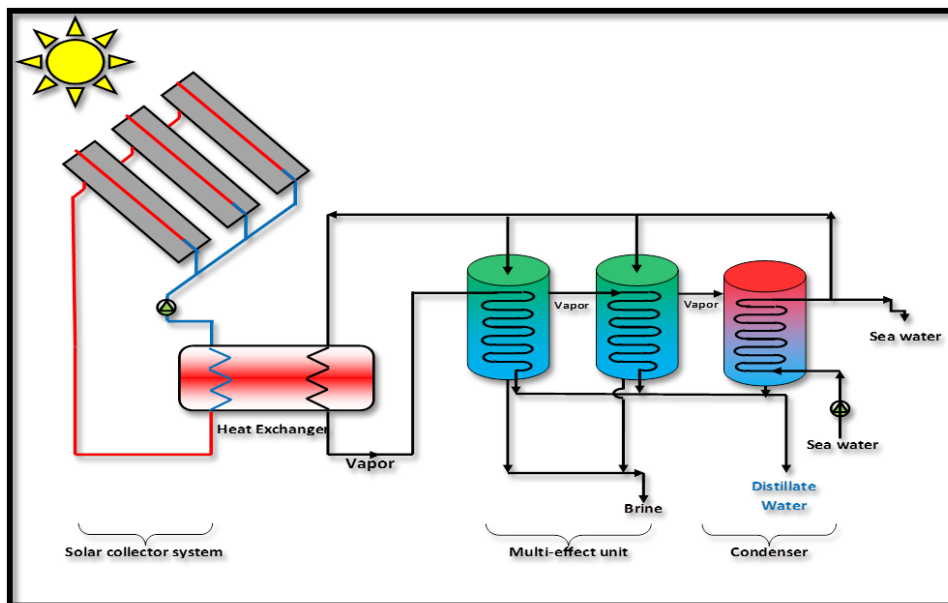 Vapor
Vapor
Sea water
Heat Exchanger
Vapor
Sea water
Distillate
Water
Brine
Solar collector system
Multi-effect unit
Condenser